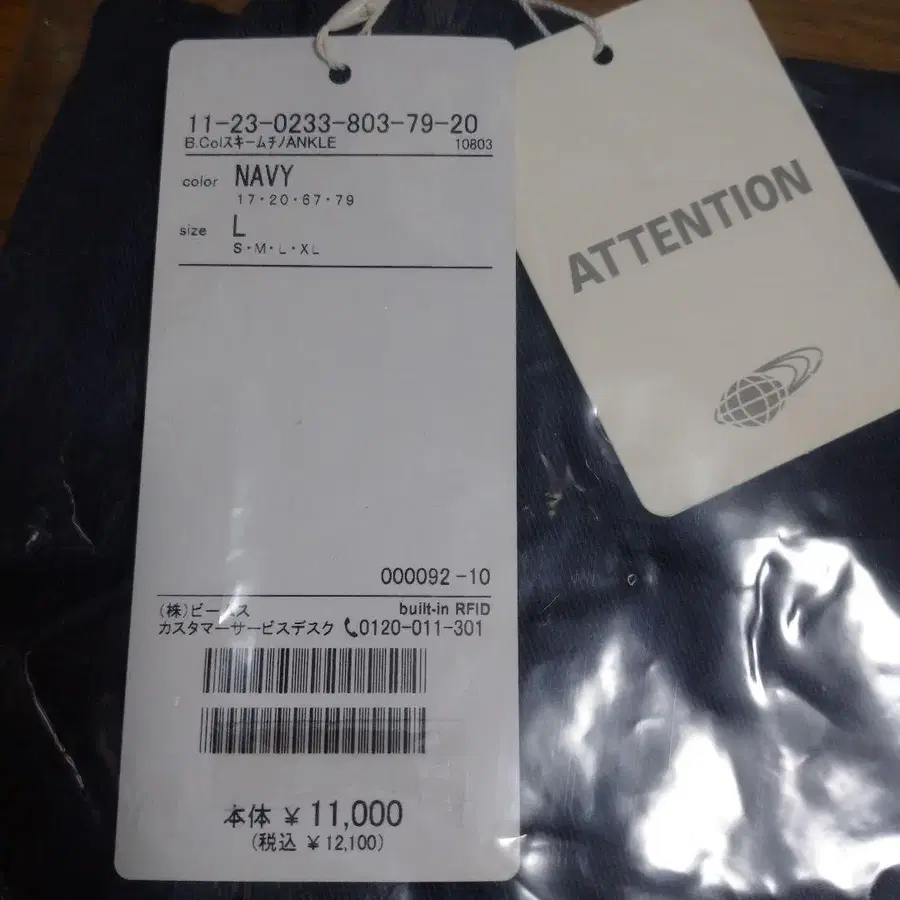 11-23-0233-803-79-20
B.Colスキームチノ/ANKLE 10803
color NAVY
17・20・67・79
size L
S・M・L・XL
000092-10
(株)ビームス built-in RFID
カスタマーサービスデスク 0120-011-301
本体 ¥ 11,000
(税込 ¥12,100)
ATTENTION